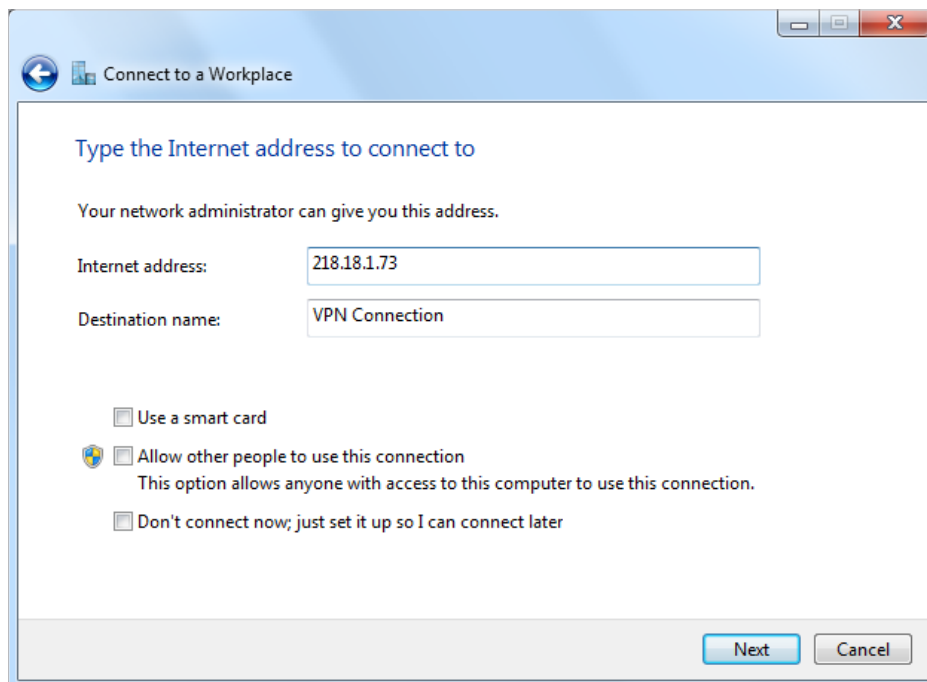 Connect to a Workplace
Type the Internet address to connect to
Your network administrator can give you this address.
Internet address: 218.18.1.73
Destination name: VPN Connection
Use a smart card
Allow other people to use this connection
This option allows anyone with access to this computer to use this connection.
Don't connect now; just set it up so I can connect later
Next Cancel